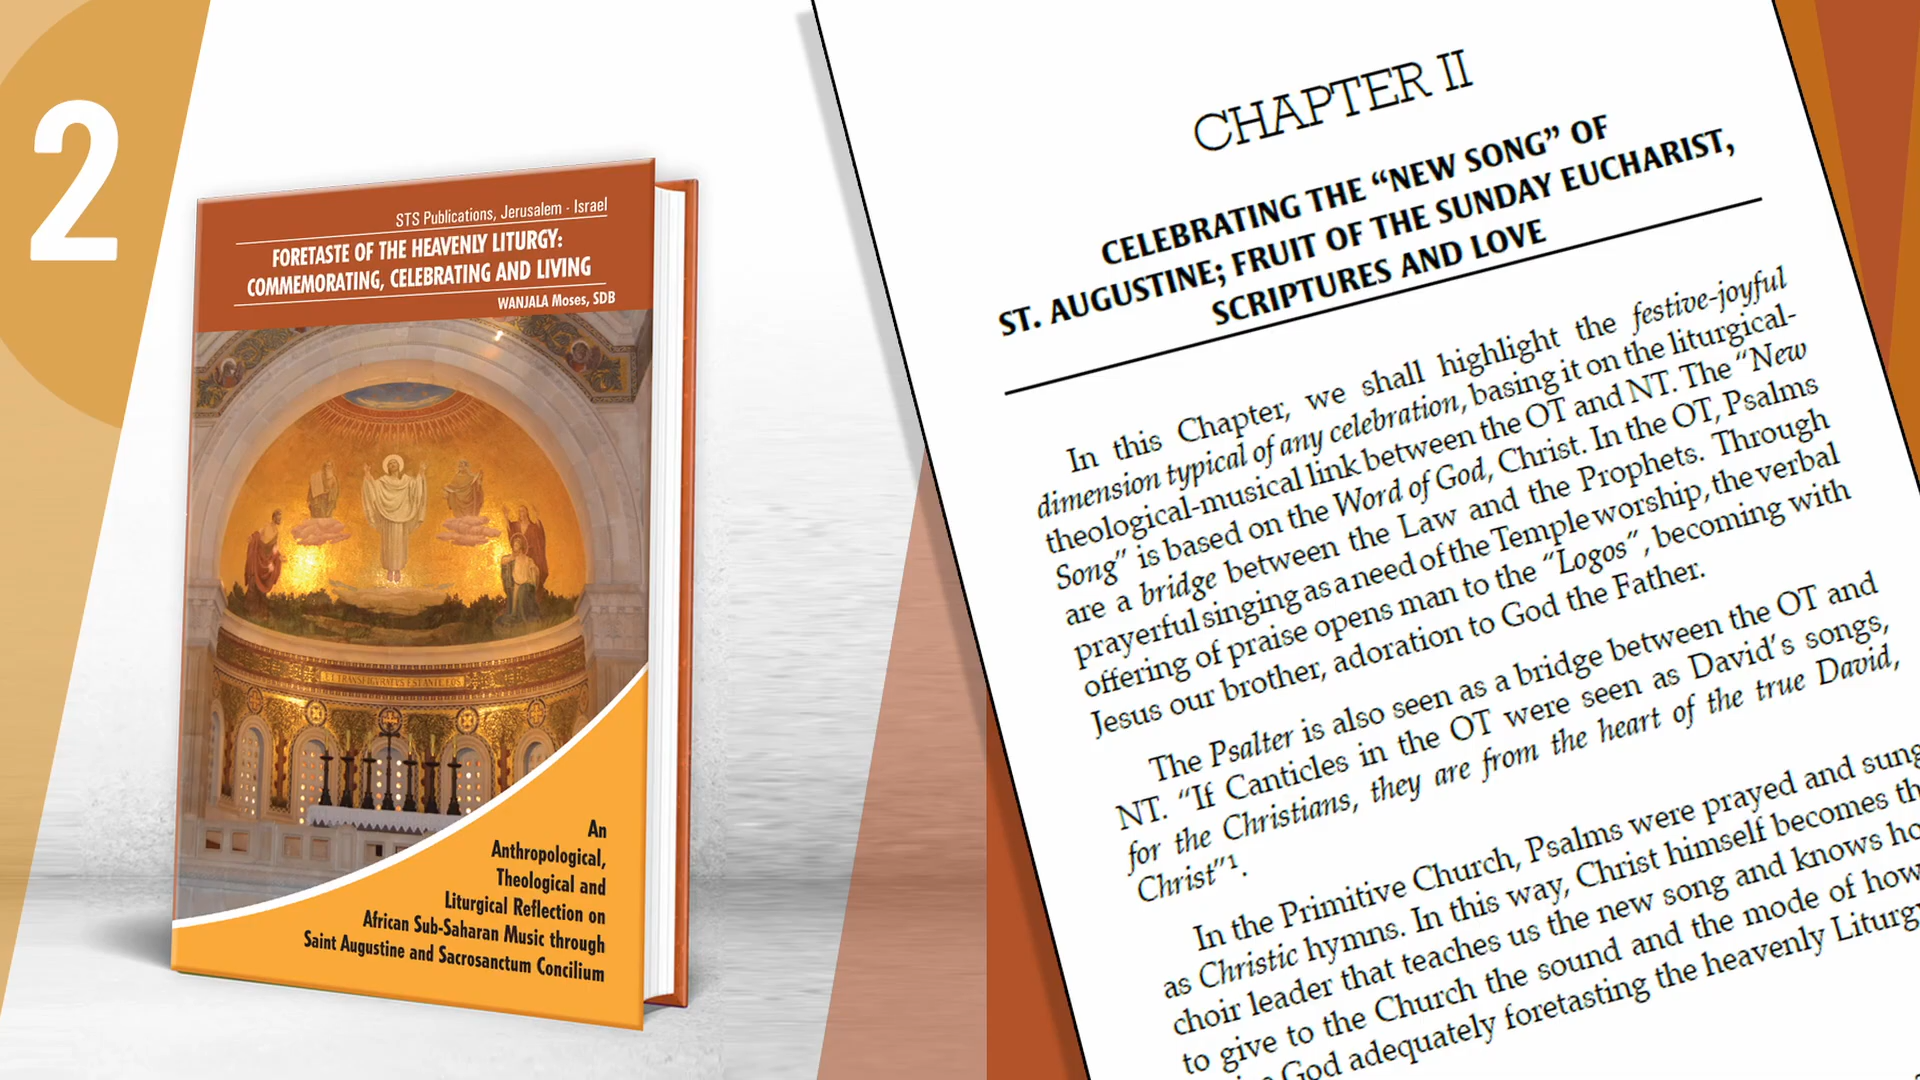 2
STS Publications, Jerusalem - Israel
FORETASTE OF THE HEAVENLY LITURGY:
COMMEMORATING, CELEBRATING AND LIVING
WANJALA Moses, SDB
An
Anthropological,
Theological and
Liturgical Reflection on
African Sub-Saharan Music through
Saint Augustine and Sacrosanctum Concilium
CHAPTER II
CELEBRATING THE “NEW SONG” OF
ST. AUGUSTINE; FRUIT OF THE SUNDAY EUCHARIST,
SCRIPTURES AND LOVE
In this Chapter, we shall highlight the festive-joyful
dimension typical of any celebration, basing it on the liturgical-
theological-musical link between the OT and NT. The “New
Song” is based on the Word of God, Christ. In the OT, Psalms
are a bridge between the Law and the Prophets. Through
prayerful singing as a need of the Temple worship, the verbal
offering of praise opens man to the “Logos”, becoming with
Jesus our brother, adoration to God the Father.
The Psalter is also seen as a bridge between the OT and
NT. “If Canticles in the OT were seen as David’s songs,
for the Christians, they are from the heart of the true David,
Christ”1.
In the Primitive Church, Psalms were prayed and sung
as Christic hymns. In this way, Christ himself becomes
choir leader that teaches us the new song and knows
to give to the Church the sound and the mode of how
God adequately foretasting the heavenly Liturgy